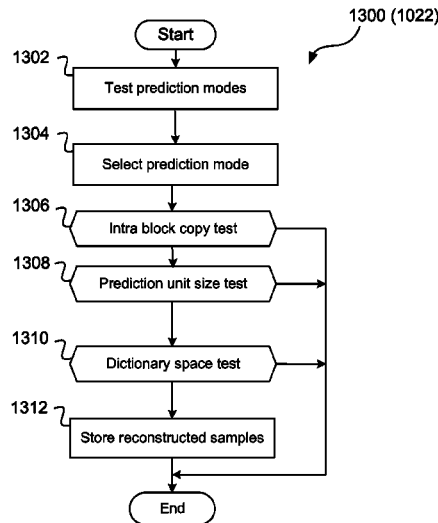 1300 (1022)
Start
1302
Test prediction modes
1304
Select prediction mode
1306
Intra block copy test
1308
Prediction unit size test
1310
Dictionary space test
1312
Store reconstructed samples
End